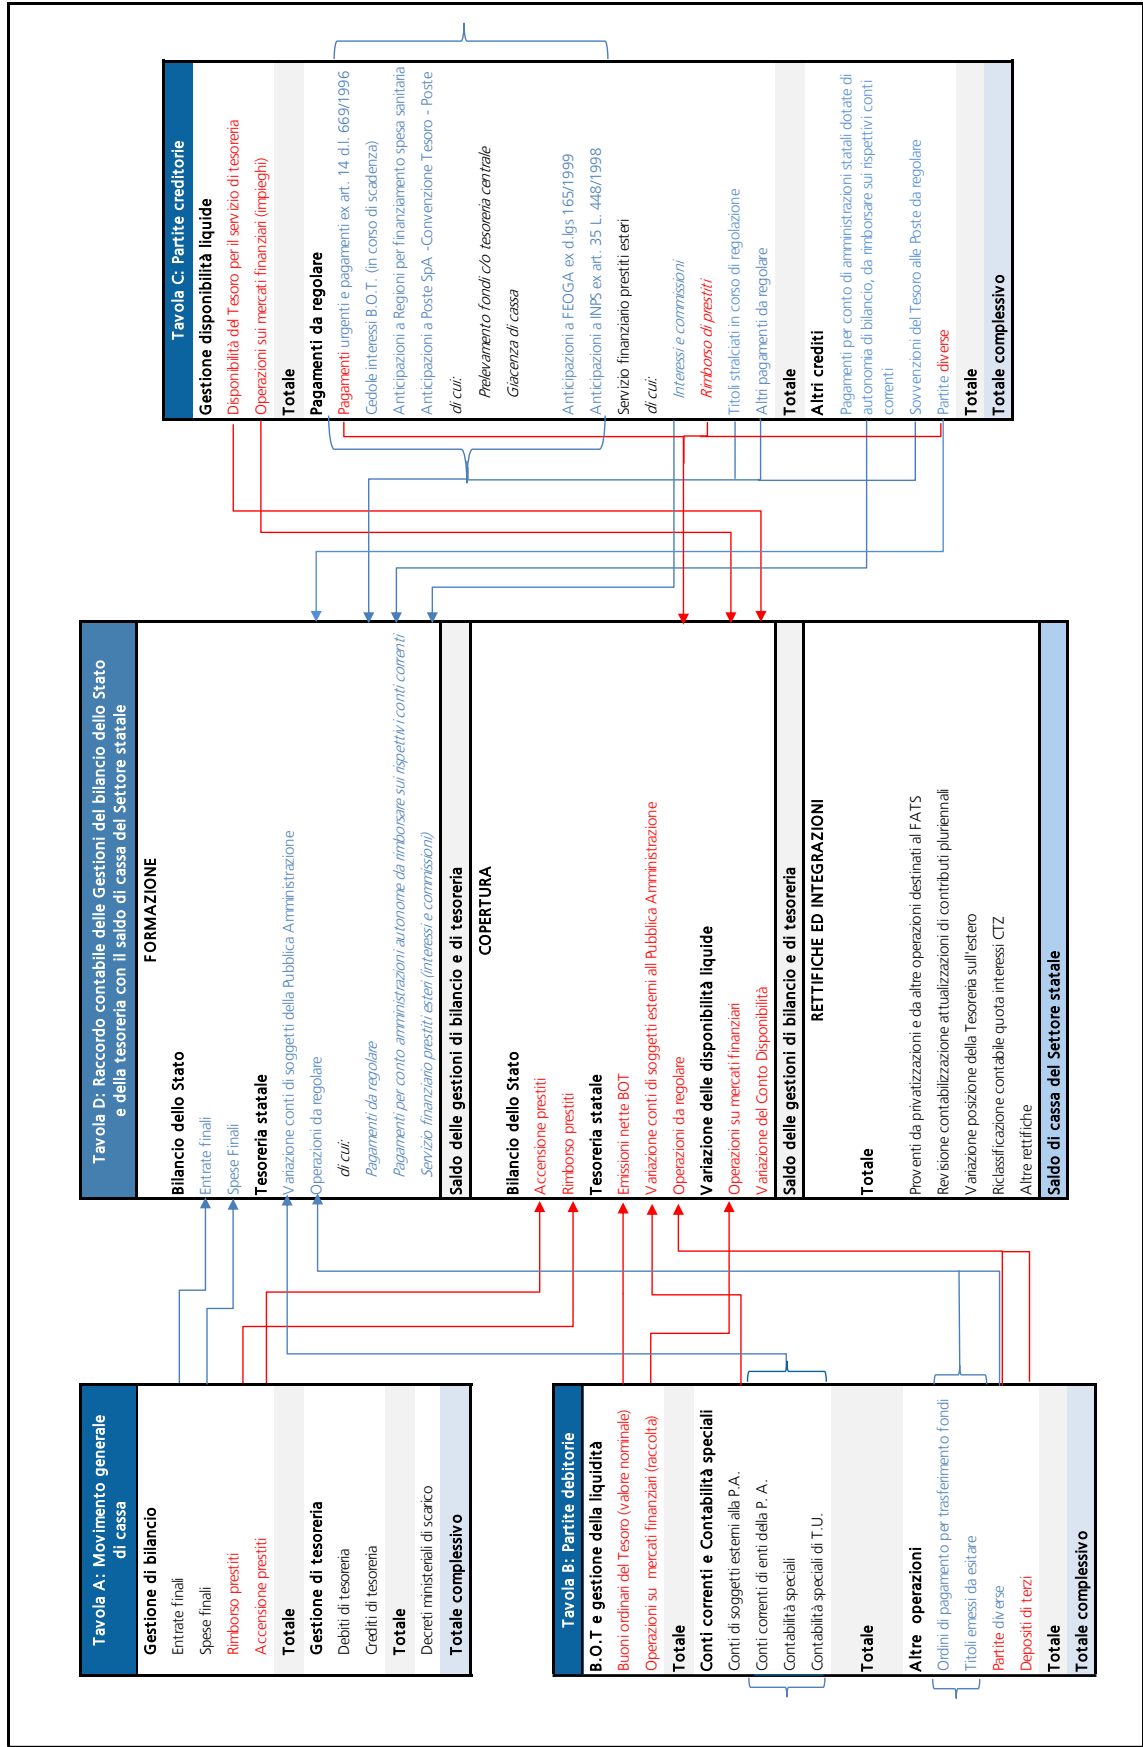 Tavola A: Movimento generale
di cassa
Gestione di bilancio
Entrate finali
Spese finali
Rimborso prestiti
Accensione prestiti
Totale
Gestione di tesoreria
Debiti di tesoreria
Crediti di tesoreria
Totale
Decreti ministeriali di scarico
Totale complessivo
Tavola B: Partite debitorie
B.O.T e gestione della liquidità
Buoni ordinari del Tesoro (valore nominale)
Operazioni su mercati finanziari (raccolta)
Totale
Conti correnti e Contabilità speciali
Conti di soggetti esterni alla P.A.
Conti correnti di enti della P. A.
Contabilità speciali
Contabilità speciali di T.U.
Totale
Altre operazioni
Ordini di pagamento per trasferimento fondi
Titoli emessi da esitare
Partite diverse
Depositi di terzi
Totale
Totale complessivo
Tavola D: Raccordo contabile delle Gestioni del bilancio dello Stato
e della tesoreria con il saldo di cassa del Settore statale
FORMAZIONE
Bilancio dello Stato
Entrate finali
Spese Finali
Tesoreria statale
Variazione conti di soggetti della Pubblica Amministrazione
Operazioni da regolare
di cui:
Pagamenti da regolare
Pagamenti per conto amministrazioni autonome da rimborsare sui rispettivi conti correnti
Servizio finanziario prestiti esteri (interessi e commissioni)
Saldo delle gestioni di bilancio e di tesoreria
COPERTURA
Bilancio dello Stato
Accensione prestiti
Rimborso prestiti
Tesoreria statale
Emissioni nette BOT
Variazione conti di soggetti esterni all Pubblica Amministrazione
Operazioni da regolare
Variazione delle disponibilità liquide
Operazioni su mercati finanziari
Variazione del Conto Disponibilità
Saldo delle gestioni di bilancio e di tesoreria
RETTIFICHE ED INTEGRAZIONI
Totale
Proventi da privatizzazioni e da altre operazioni destinati al FATS
Revisione contabilizzazione attualizzazioni di contributi pluriennali
Variazione posizione della Tesoreria sull'estero
Riclassificazione contabile quota interessi CTZ
Altre rettifiche
Saldo di cassa del Settore statale
Tavola C: Partite creditorie
Gestione disponibilità liquide
Disponibilità del Tesoro per il servizio di tesoreria
Operazioni sui mercati finanziari (impieghi)
Totale
Pagamenti da regolare
Pagamenti urgenti e pagamenti ex art. 14 d.l. 669/1996
Cedole interessi B.O.T. (in corso di scadenza)
Anticipazioni a Regioni per finanziamento spesa sanitaria
Anticipazioni a Poste SpA -Convenzione Tesoro - Poste
di cui:
Prelevamento fondi c/o tesoreria centrale
Giacenza di cassa
Anticipazioni a FEOGA ex d.lgs 165/1999
Anticipazioni a INPS ex art. 35 L. 448/1998
Servizio finanziario prestiti esteri
di cui:
Interessi e commissioni
Rimborso di prestiti
Titoli stralciati in corso di regolazione
Altri pagamenti da regolare
Totale
Altri crediti
Pagamenti per conto di amministrazioni statali dotate di
autonomia di bilancio, da rimborsare sui rispettivi conti
correnti
Sovvenzioni del Tesoro alle Poste da regolare
Partite diverse
Totale
Totale complessivo